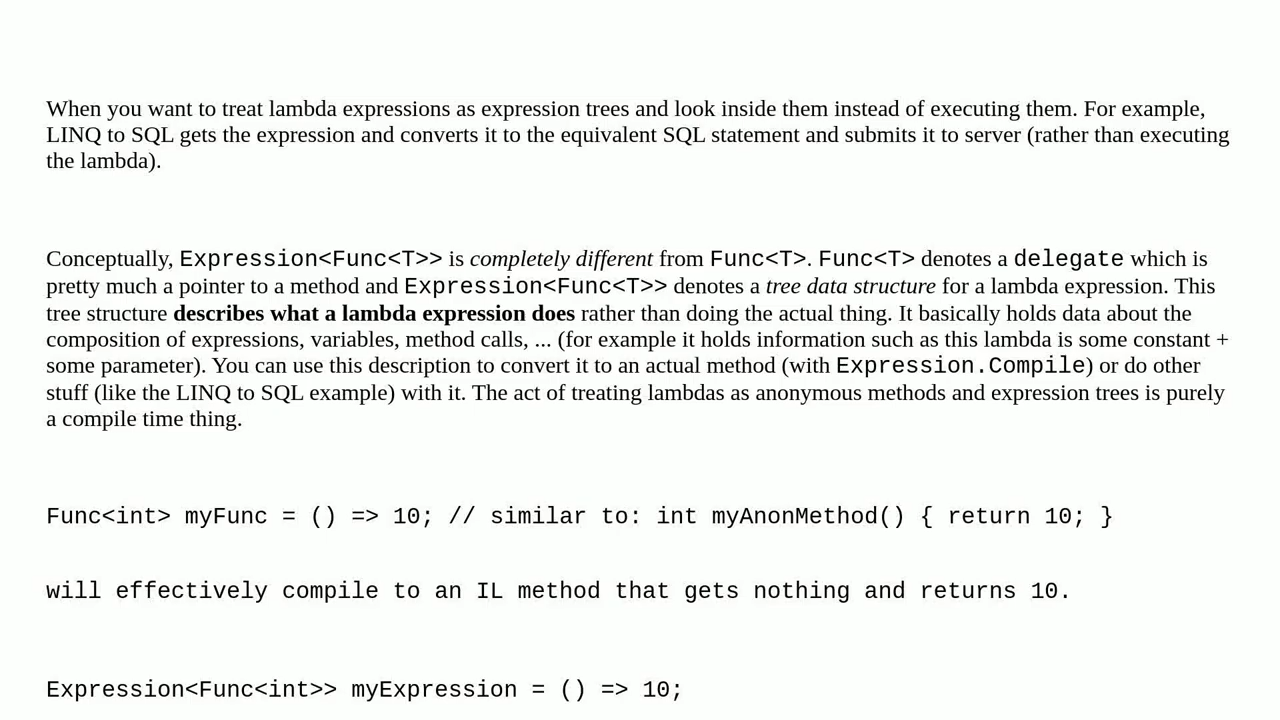 When you want to treat lambda expressions as expression trees and look inside them instead of executing them. For example,
LINQ to SQL gets the expression and converts it to the equivalent SQL statement and submits it to server (rather than executing
the lambda).
Conceptually, Expression<Func<T>> is completely different from Func<T>. Func<T> denotes a delegate which is
pretty much a pointer to a method and Expression<Func<T>> denotes a tree data structure for a lambda expression. This
tree structure describes what a lambda expression does rather than doing the actual thing. It basically holds data about the
composition of expressions, variables, method calls, ... (for example it holds information such as this lambda is some constant +
some parameter). You can use this description to convert it to an actual method (with Expression.Compile) or do other
stuff (like the LINQ to SQL example) with it. The act of treating lambdas as anonymous methods and expression trees is purely
a compile time thing.
Func<int> myFunc = () => 10; // similar to: int myAnonMethod() { return 10; }
will effectively compile to an IL method that gets nothing and returns 10.
Expression<Func<int>> myExpression = () => 10;